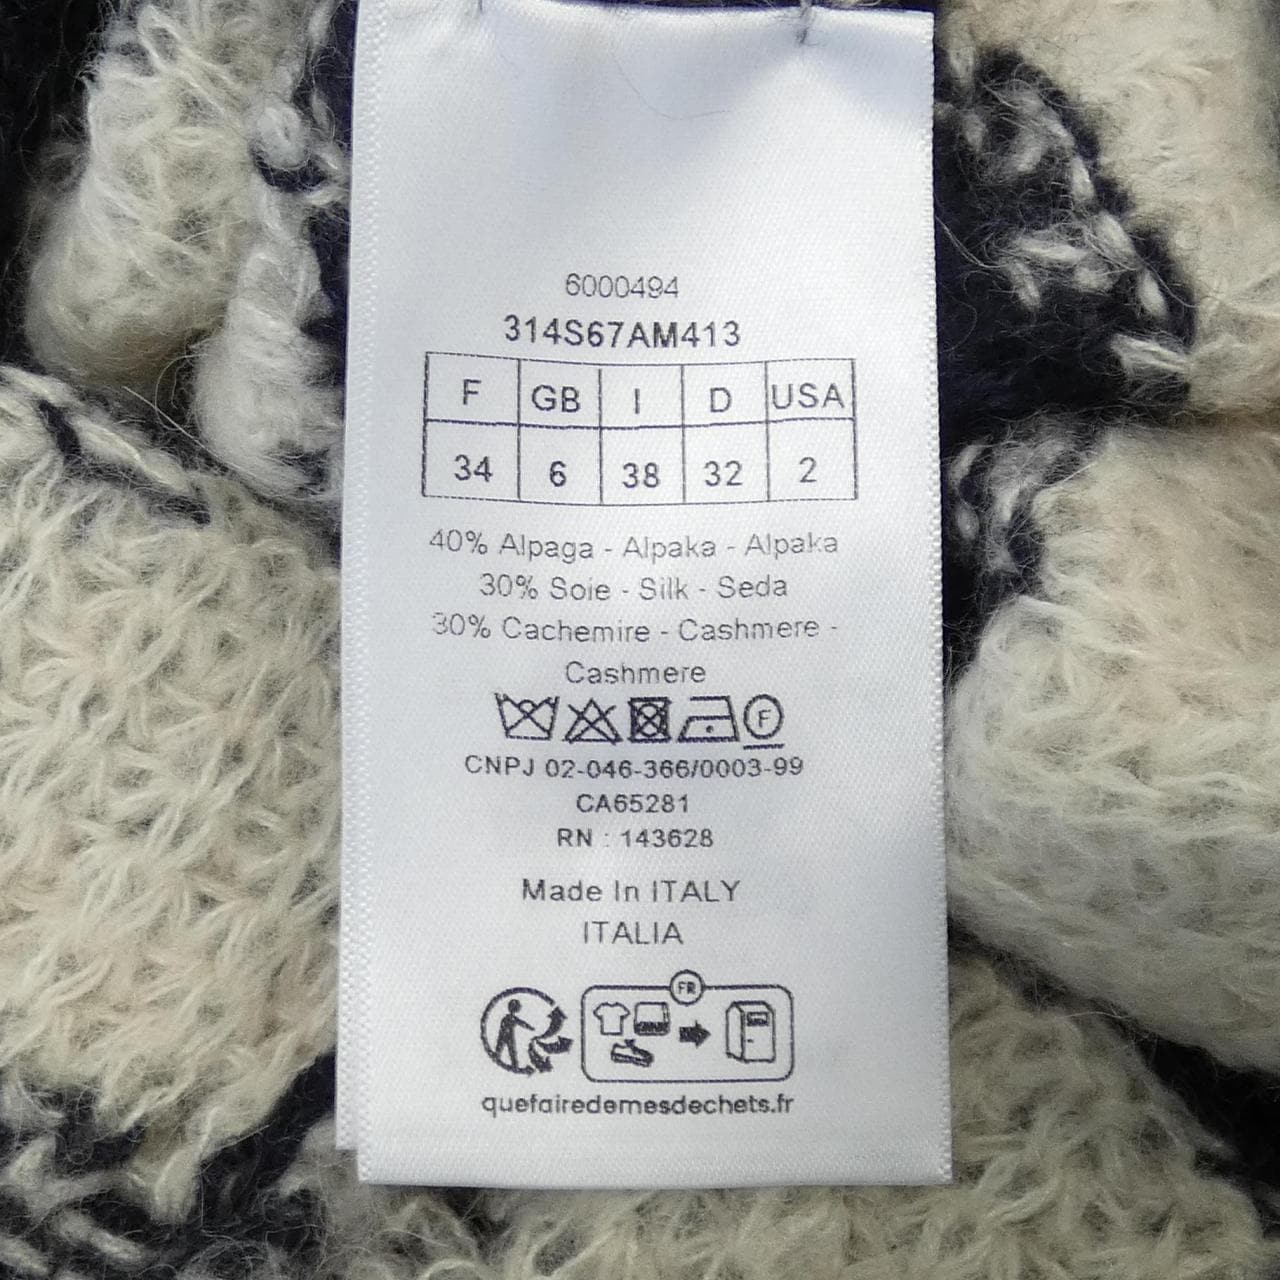 6000494
314S67AM413
F GB I D USA
34 6 38 32 2
40% Alpaga - Alpaka - Alpaka
30% Soie - Silk - Seda
30% Cachemire - Cashmere -
Cashmere
F
CNPJ 02-046-366/0003-99
CA65281
RN : 143628
Made In ITALY
ITALIA
FR
quefairedemesdechets.fr